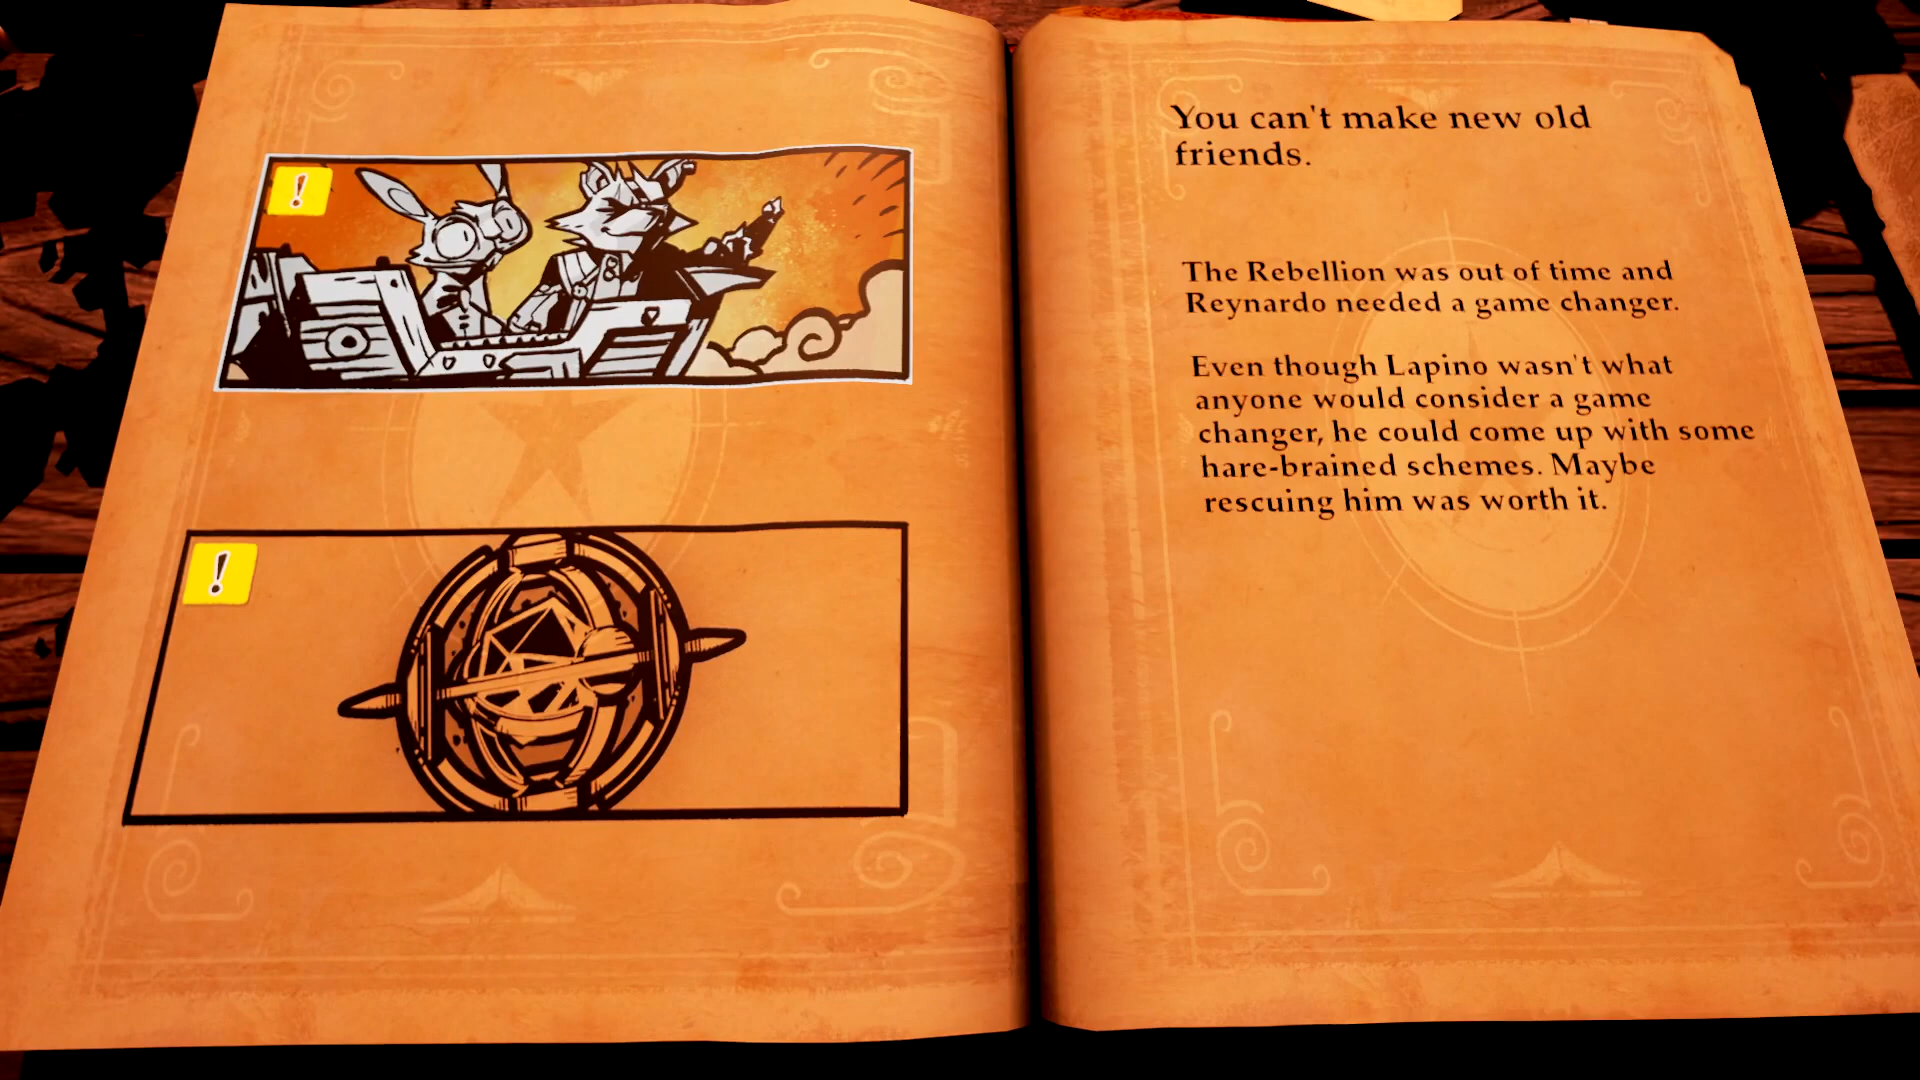 !
!
You can't make new old
friends.
The Rebellion was out of time and
Reynardo needed a game changer.
Even though Lapino wasn't what
anyone would consider a game
changer, he could come up with some
hare-brained schemes. Maybe
rescuing him was worth it.